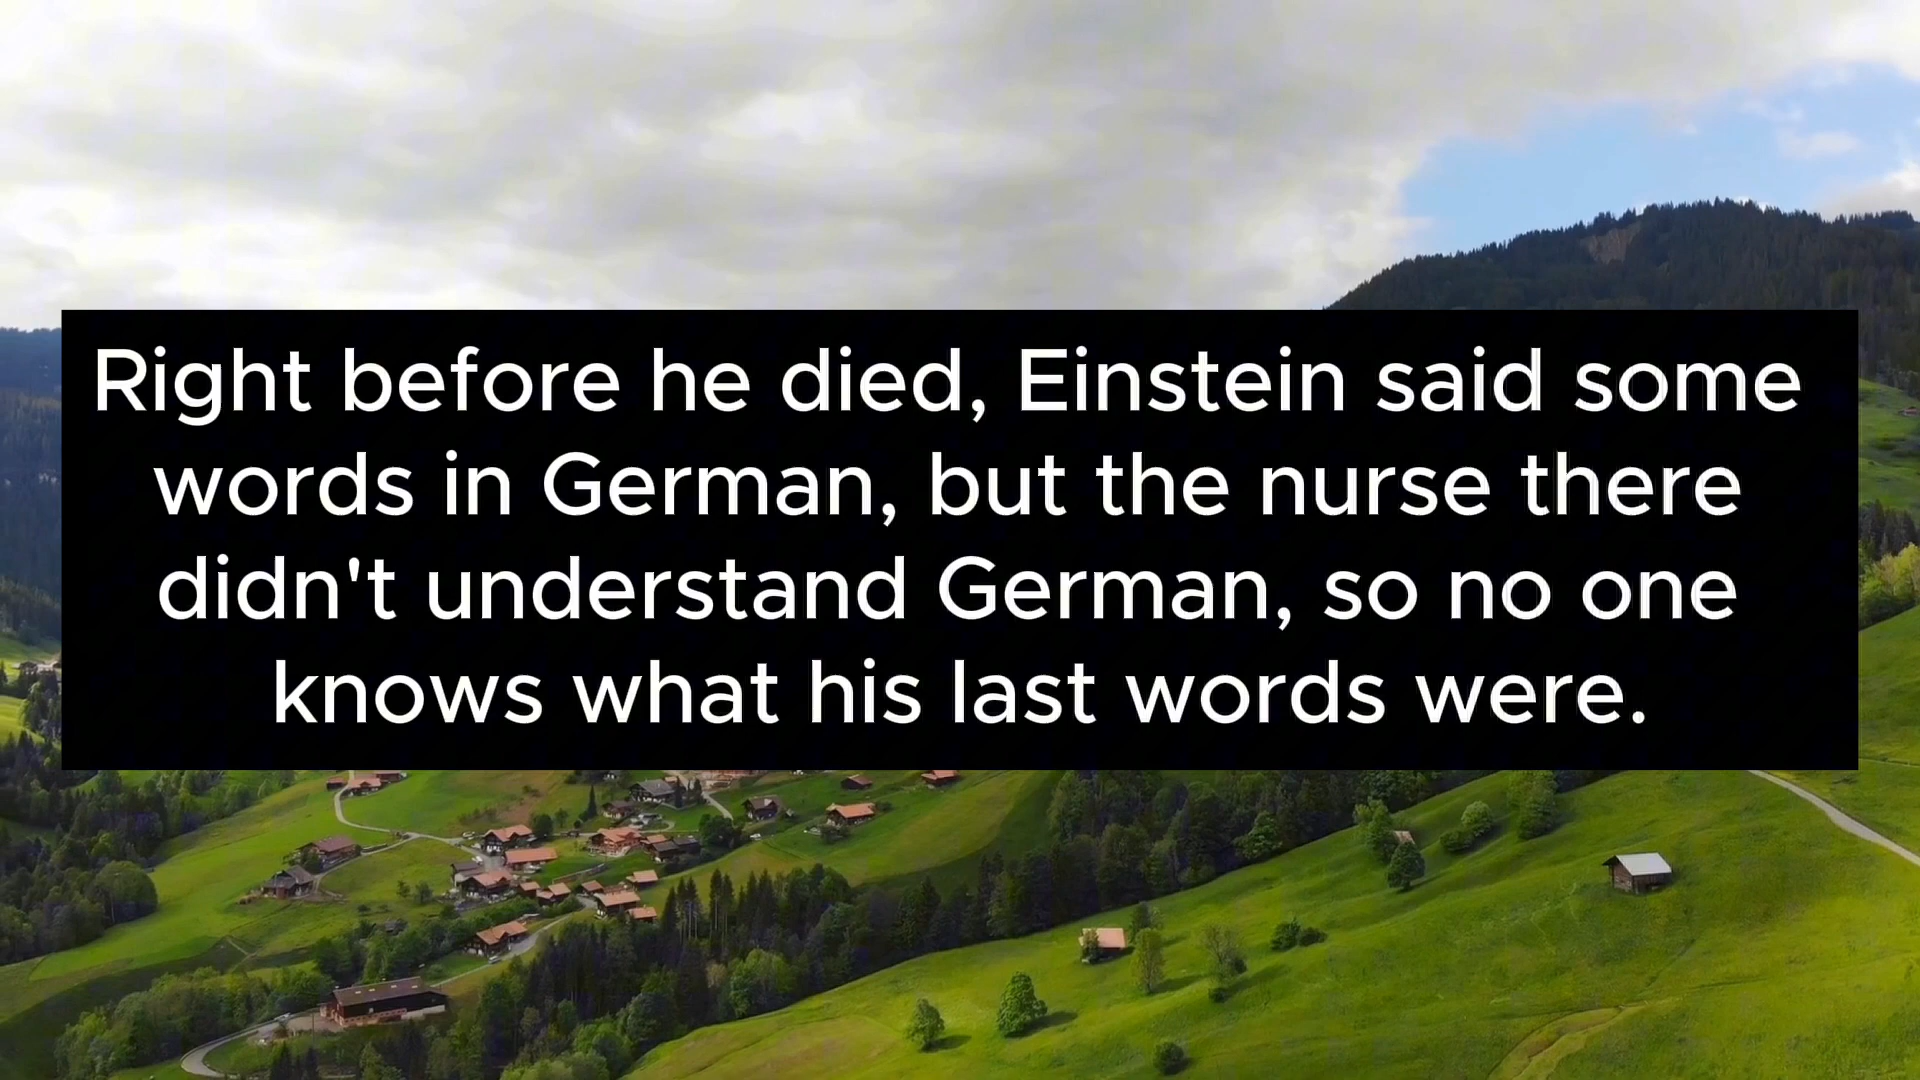 Right before he died, Einstein said some
words in German, but the nurse there
didn't understand German, so no one
knows what his last words were.